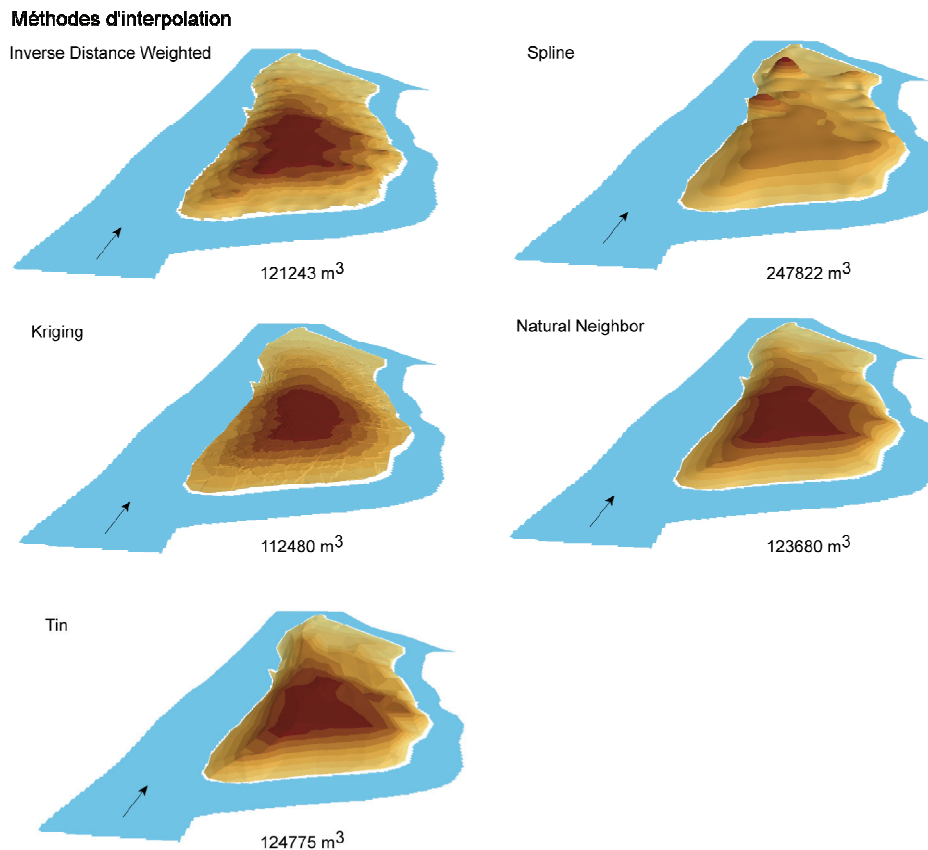 Méthodes d'interpolation
Inverse Distance Weighted
Spline
121243 m³
247822 m³
Kriging
Natural Neighbor
112480 m³
123680 m³
Tin
124775 m³